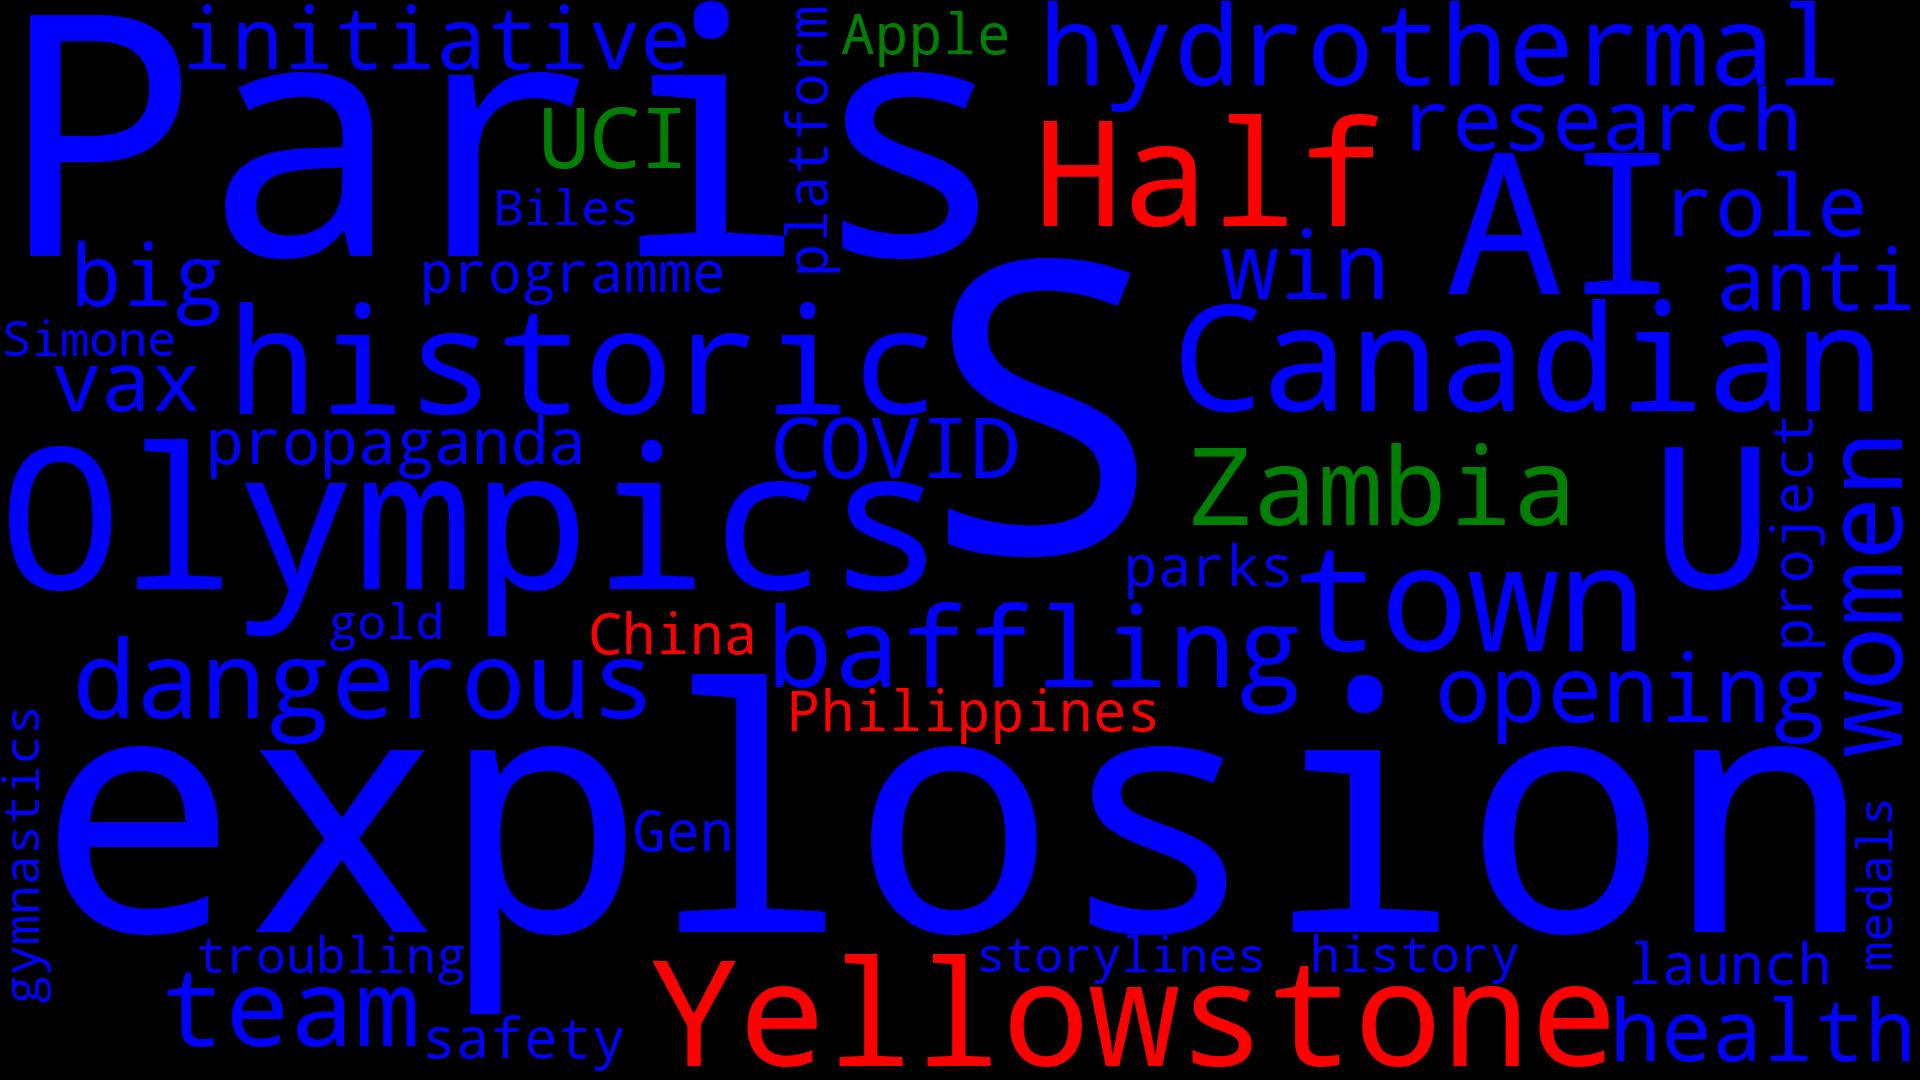 Paris
initiative
platform
Apple
hydrothermal
UCI
Half
research
Biles
AI
role
big
programme
win
anti
Simone
historic
S
Canadian
vax
propaganda
COVID
Olympics
Zambia
U
project
women
parks
town
gold
China
baffling
dangerous
Philippines
opening
gymnastics
explosion
Gen
medals
troubling
storylines
history
launch
team
safety
Yellowstone
health